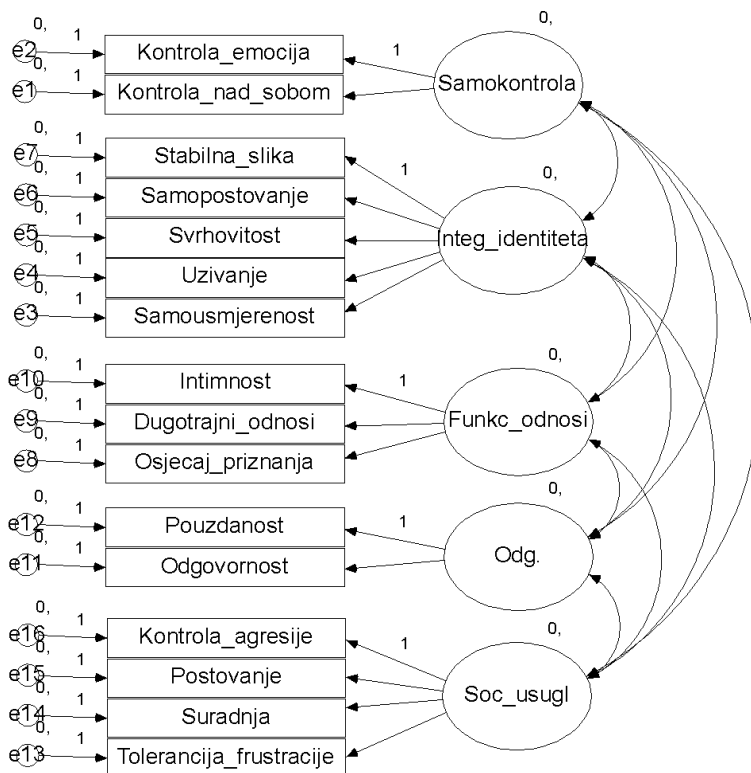 0,
e2
1
Kontrola_emocija
0,
e1
1
Kontrola_nad_sobom
1
0,
Samokontrola
0,
e7
1
Stabilna_slika
0,
e6
1
Samopostovanje
0,
e5
1
Svrhovitost
0,
e4
1
Uzivanje
0,
e3
1
Samousmjerenost
1
0,
Integ_identiteta
0,
e10
1
Intimnost
0,
e9
1
Dugotrajni_odnosi
0,
e8
1
Osjecaj_priznanja
1
0,
Funkc_odnosi
0,
e12
1
Pouzdanost
0,
e11
1
Odgovornost
1
0,
Odg.
0,
e16
1
Kontrola_agresije
0,
e15
1
Postovanje
0,
e14
1
Suradnja
0,
e13
1
Tolerancija_frustracije
1
0,
Soc_usugl